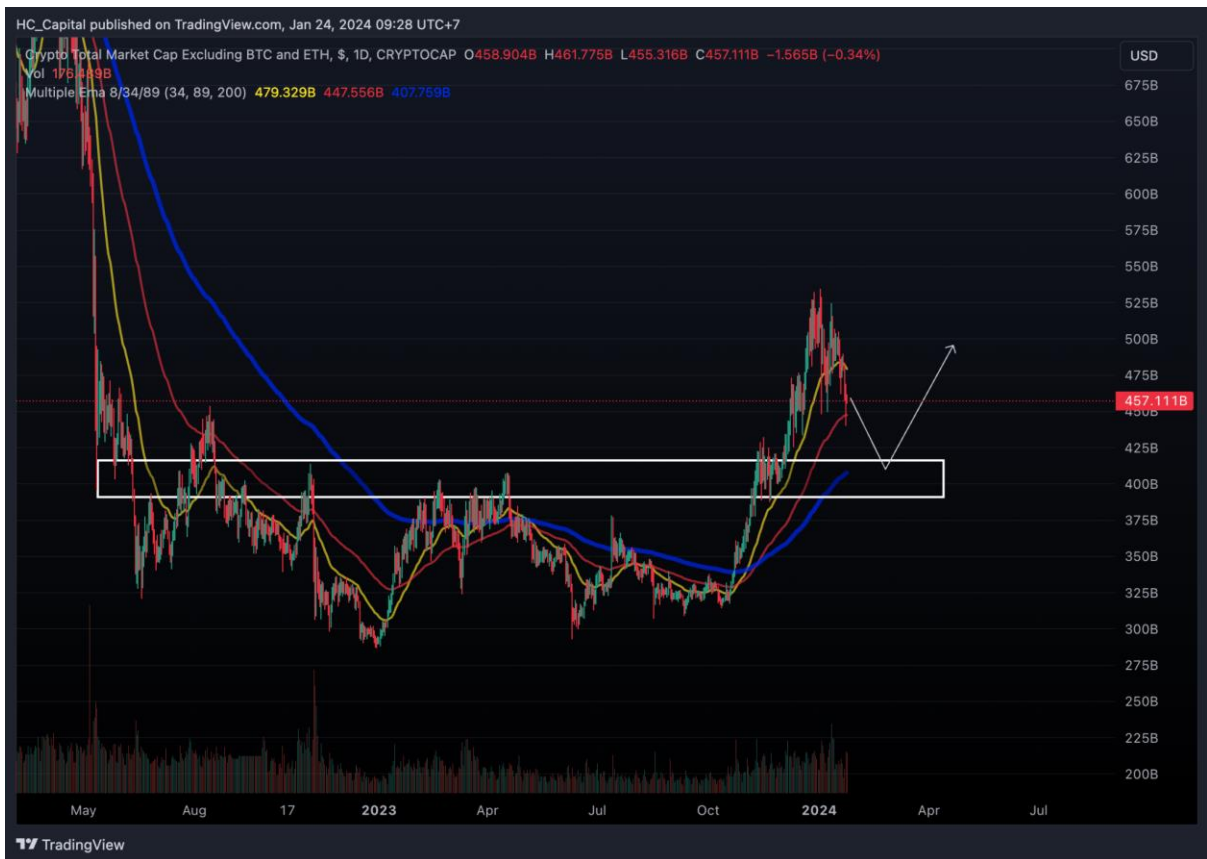 HC_Capital published on TradingView.com, Jan 24, 2024 09:28 UTC+7
Crypto Total Market Cap Excluding BTC and ETH, $, 1D, CRYPTOCAP O458.904B H461.775B L455.316B C457.111B −1.565B (−0.34%)
Vol 176.489B
Multiple Ema 8/34/89 (34, 89, 200) 479.329B 447.556B 407.759B
USD
675B
650B
625B
600B
575B
550B
525B
500B
475B
457.111B
450B
425B
400B
375B
350B
325B
300B
275B
250B
225B
200B
May Aug 17 2023 Apr Jul Oct 2024 Apr Jul
TradingView